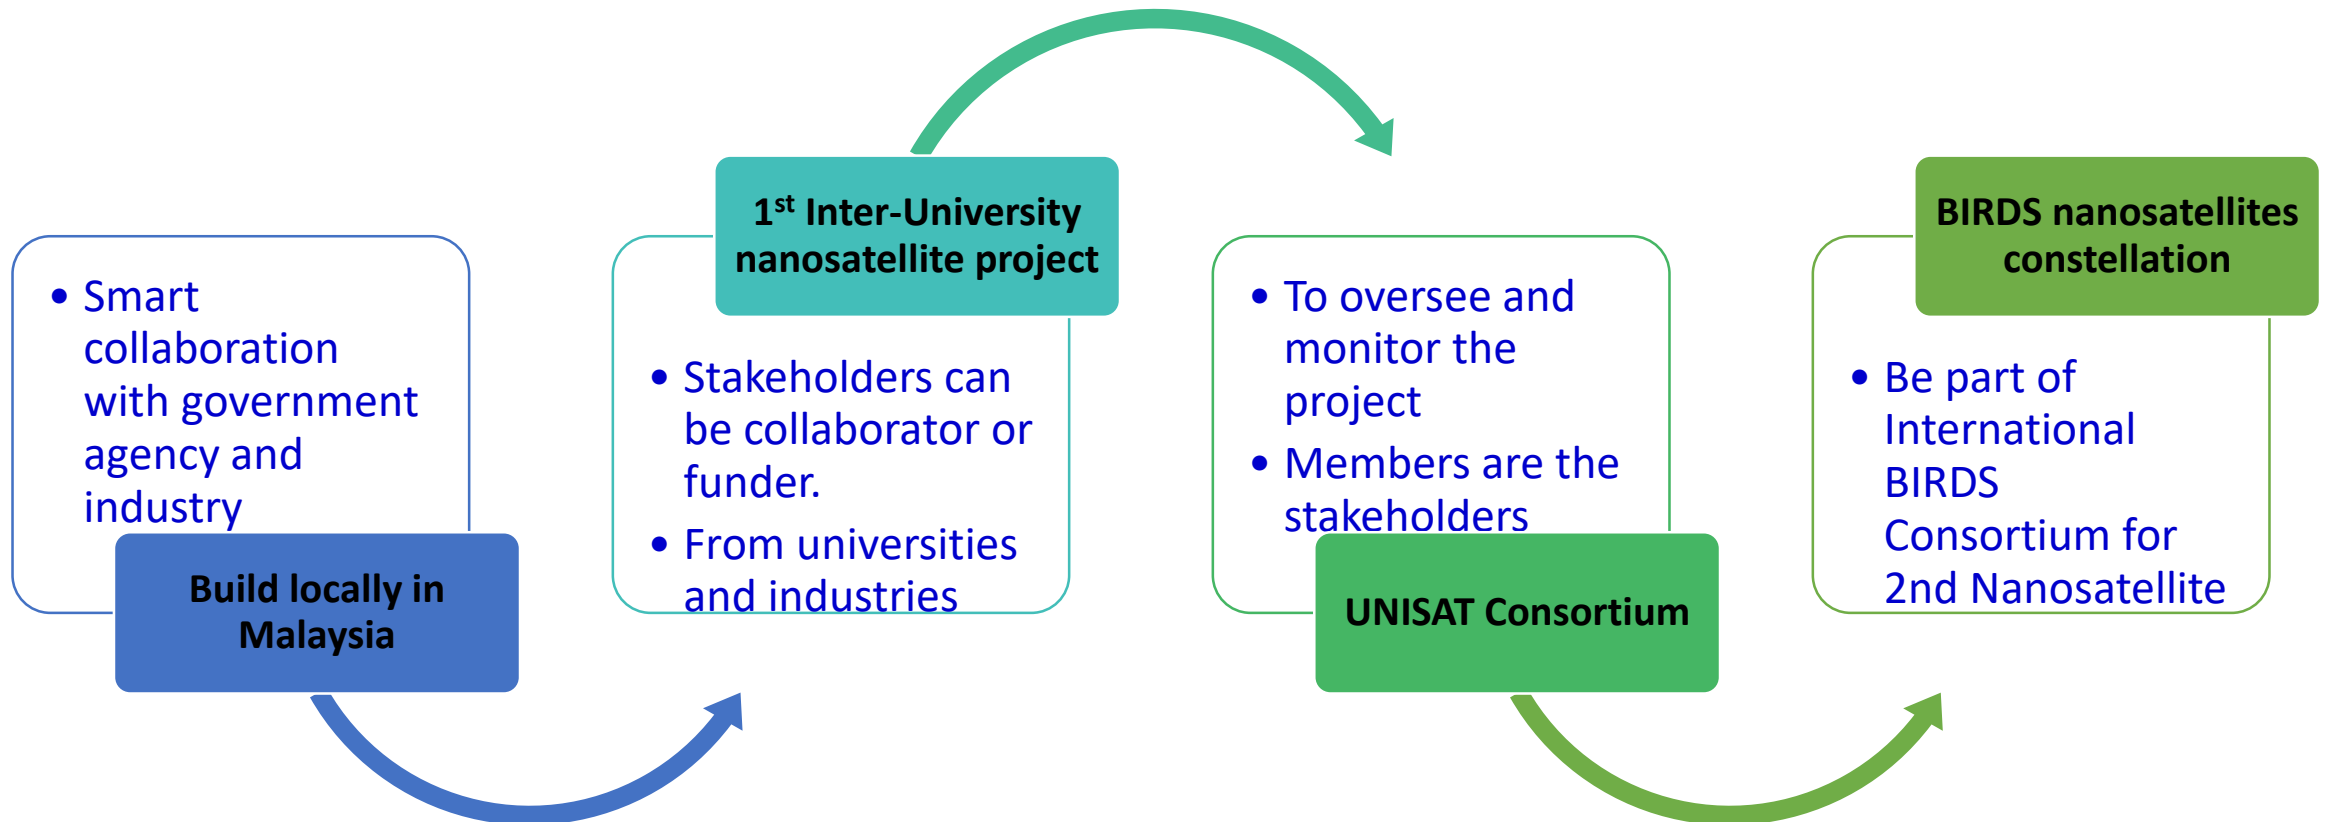 • Smart
collaboration
with government
agency and
industry
Build locally in
Malaysia
1st Inter-University
nanosatellite project
• Stakeholders can
be collaborator or
funder.
• From universities
and industries
• To oversee and
monitor the
project
• Members are the
stakeholders
UNISAT Consortium
BIRDS nanosatellites
constellation
• Be part of
International
BIRDS
Consortium for
2nd Nanosatellite